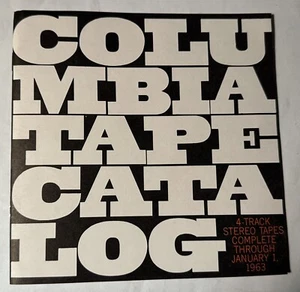 COLU
MBIA
TAPE
CATA
LOG
4-TRACK
STEREO TAPES
COMPLETE
THROUGH
JANUARY 1,
1963